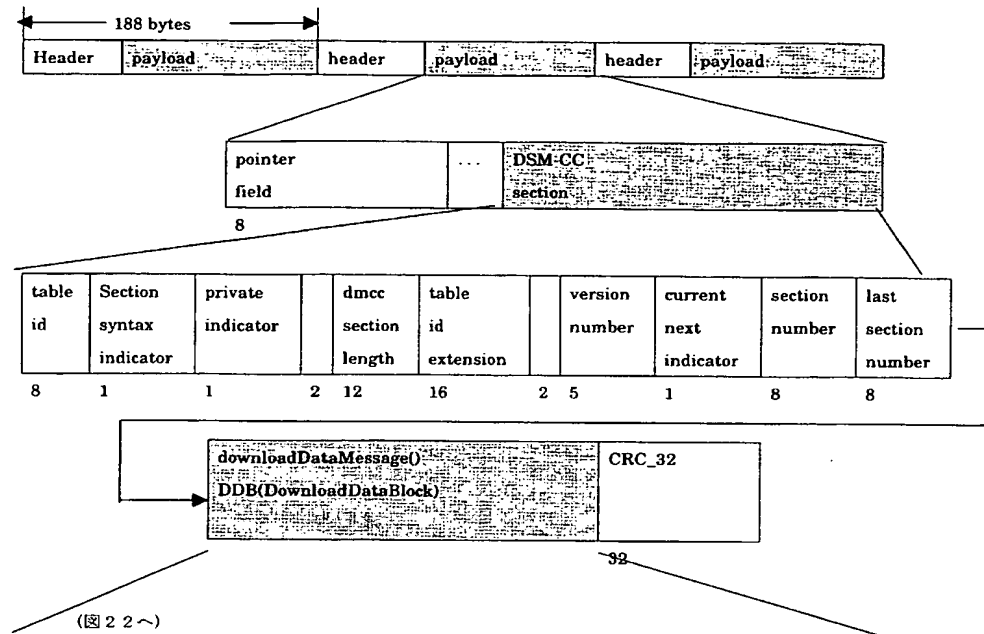 188 bytes
Header payload header payload header payload
pointer ... DSM-CC
field section
8
table Section private dmcc table version current section last
id syntax indicator section id number next number section
indicator length extension indicator number
8 1 1 2 12 16 2 5 1 8 8
downloadDataMessage() CRC_32
DDB(DownloadDataBlock)
32
(図22へ)